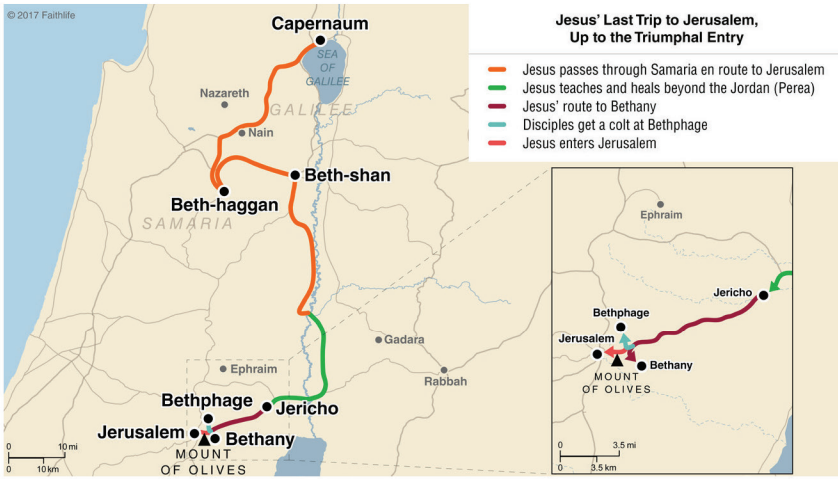 © 2017 Faithlife
Jesus' Last Trip to Jerusalem,
Up to the Triumphal Entry
Jesus passes through Samaria en route to Jerusalem
Jesus teaches and heals beyond the Jordan (Perea)
Jesus' route to Bethany
Disciples get a colt at Bethphage
Jesus enters Jerusalem
Capernaum
SEA
OF
GALILEE
Nazareth
GALILEE
Nain
Beth-shan
Beth-haggan
SAMARIA
Gadara
Ephraim
Rabbah
Bethphage
Jericho
Jerusalem
Bethany
MOUNT
OF OLIVES
0 10 mi
0 10 km
Ephraim
Jericho
Bethphage
Jerusalem
Bethany
MOUNT
OF OLIVES
0 3.5 mi
0 3.5 km